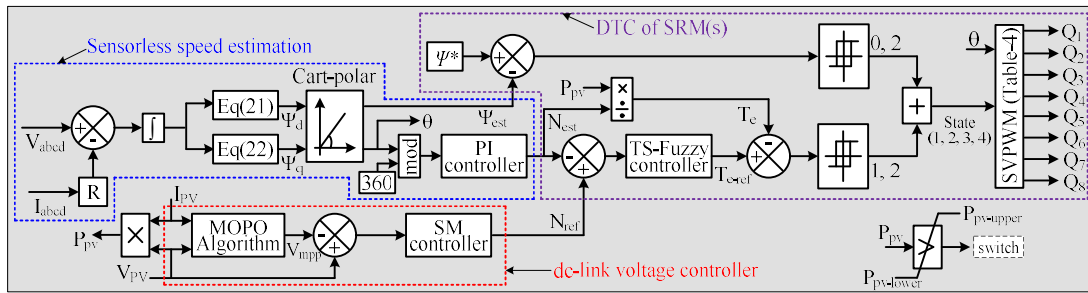 DTC of SRM(s)
Sensorless speed estimation
Cart-polar
Ψ*
+
-
0, 2
θ
SVPWM (Table-4)
Q1
Q2
Q3
Q4
Q5
Q6
Q7
Q8
Ppv
×
÷
Te
+
State
(1, 2, 3, 4)
Vabcd
+
-
∫
Eq(21)
Ψd
Eq(22)
Ψq
θ
Ψest
mod
360
PI
controller
Nest
-
+
TS-Fuzzy
controller
Te-ref
-
+
1, 2
R
Iabcd
IPV
Ppv
×
MOPO
Algorithm
Vmpp
-
+
SM
controller
Nref
VPV
dc-link voltage controller
Ppv-upper
Ppv
>
switch
Ppv-lower